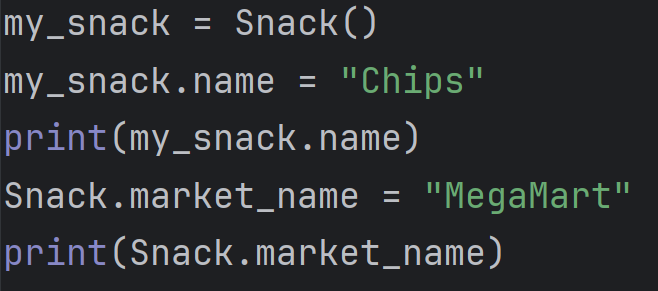 my_snack = Snack()
my_snack.name = "Chips"
print(my_snack.name)
Snack.market_name = "MegaMart"
print(Snack.market_name)